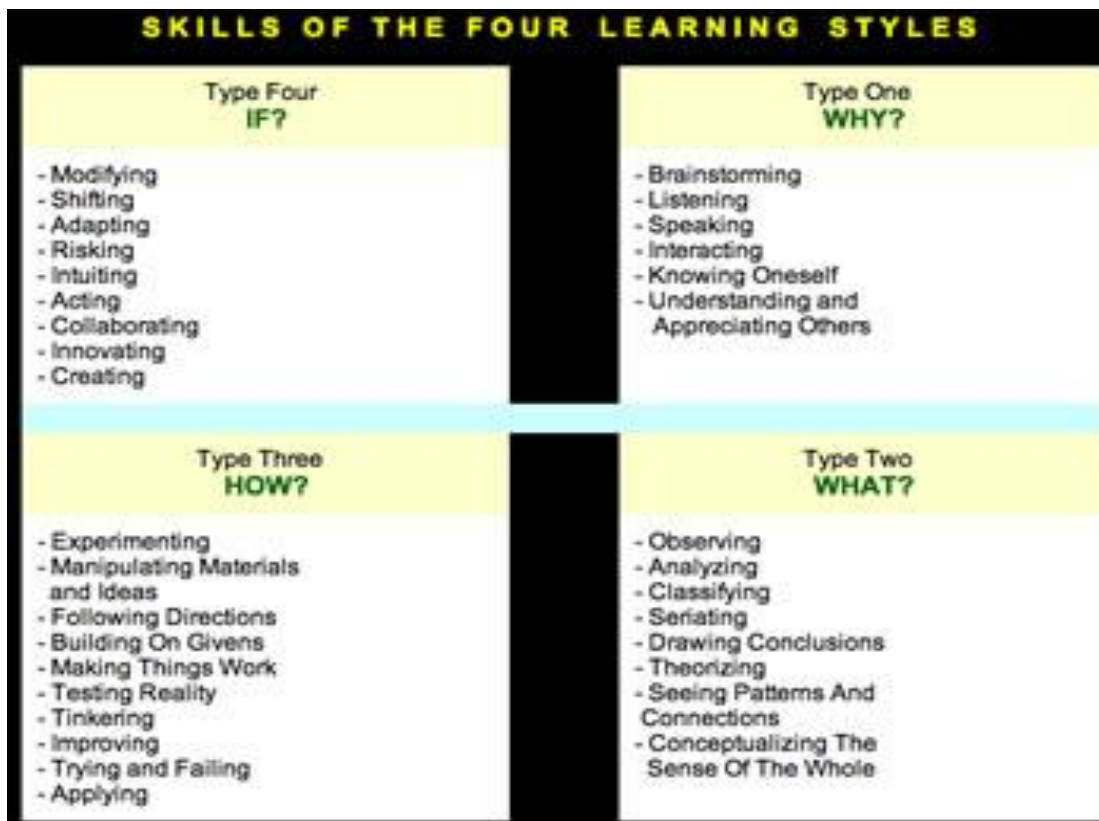 SKILLS OF THE FOUR LEARNING STYLES
Type Four
IF?
- Modifying
- Shifting
- Adapting
- Risking
- Intuiting
- Acting
- Collaborating
- Innovating
- Creating
Type One
WHY?
- Brainstorming
- Listening
- Speaking
- Interacting
- Knowing Oneself
- Understanding and
Appreciating Others
Type Three
HOW?
- Experimenting
- Manipulating Materials
and Ideas
- Following Directions
- Building On Givens
- Making Things Work
- Testing Reality
- Tinkering
- Improving
- Trying and Failing
- Applying
Type Two
WHAT?
- Observing
- Analyzing
- Classifying
- Seriating
- Drawing Conclusions
- Theorizing
- Seeing Patterns And
Connections
- Conceptualizing The
Sense Of The Whole